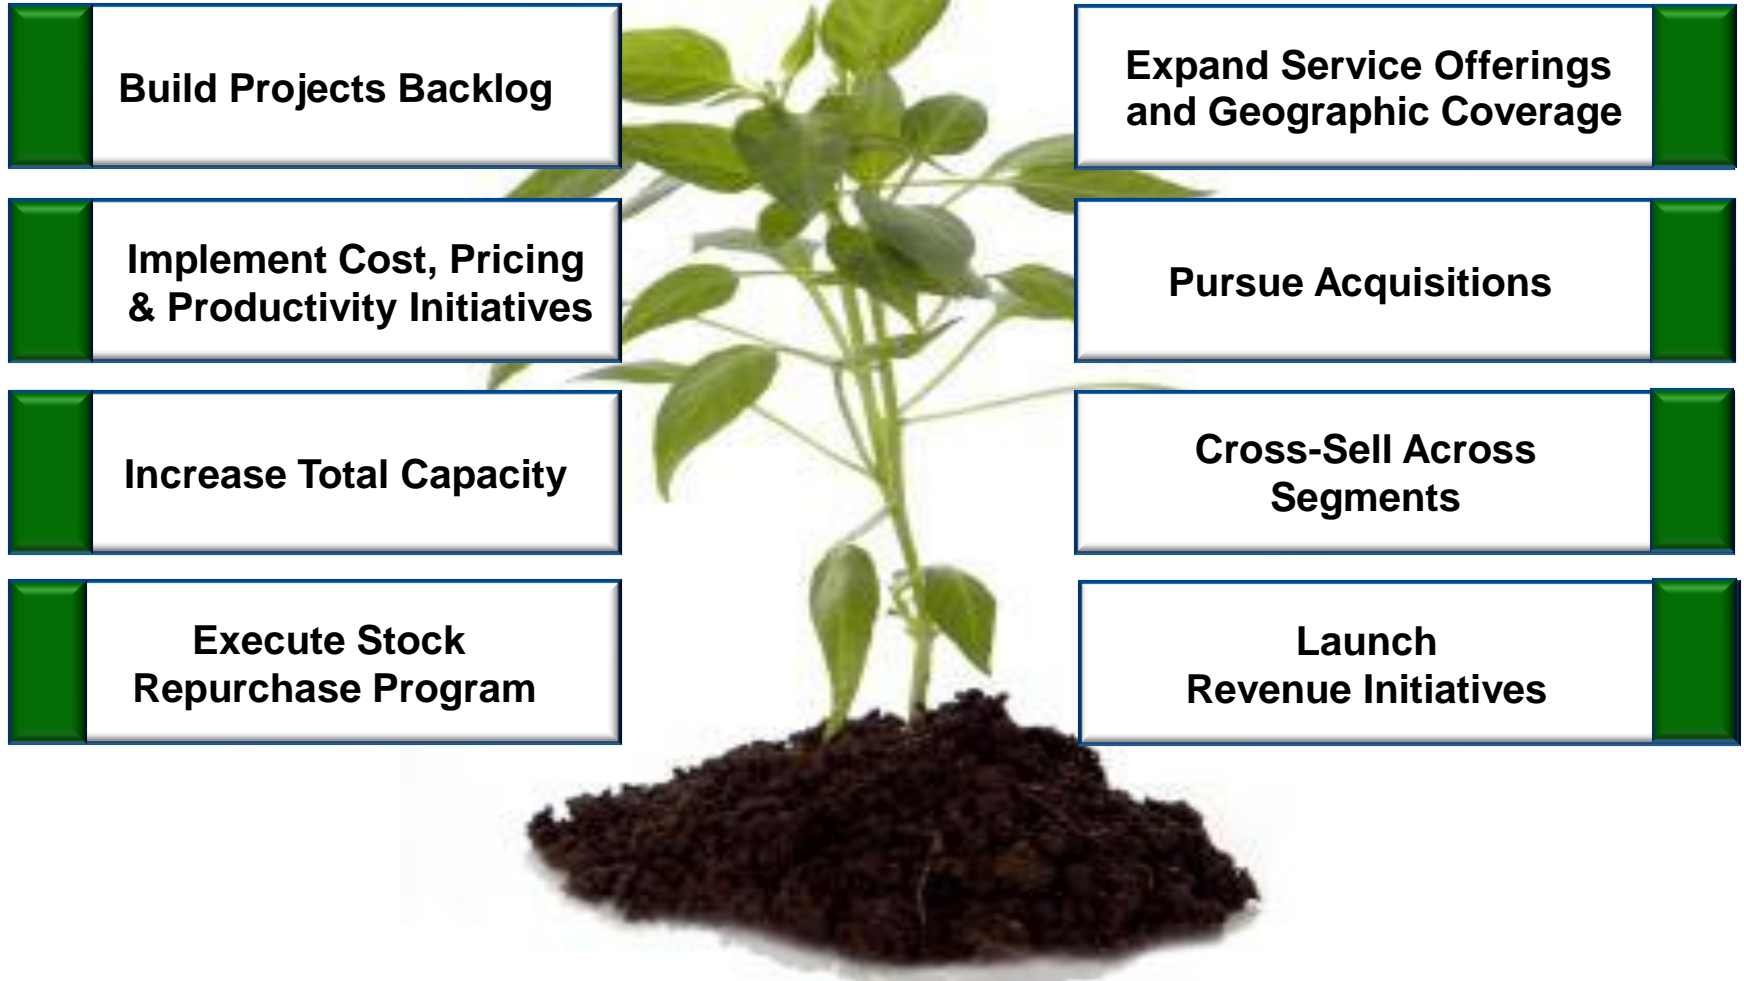 Build Projects Backlog
Implement Cost, Pricing
& Productivity Initiatives
Increase Total Capacity
Execute Stock
Repurchase Program
Expand Service Offerings
and Geographic Coverage
Pursue Acquisitions
Cross-Sell Across
Segments
Launch
Revenue Initiatives